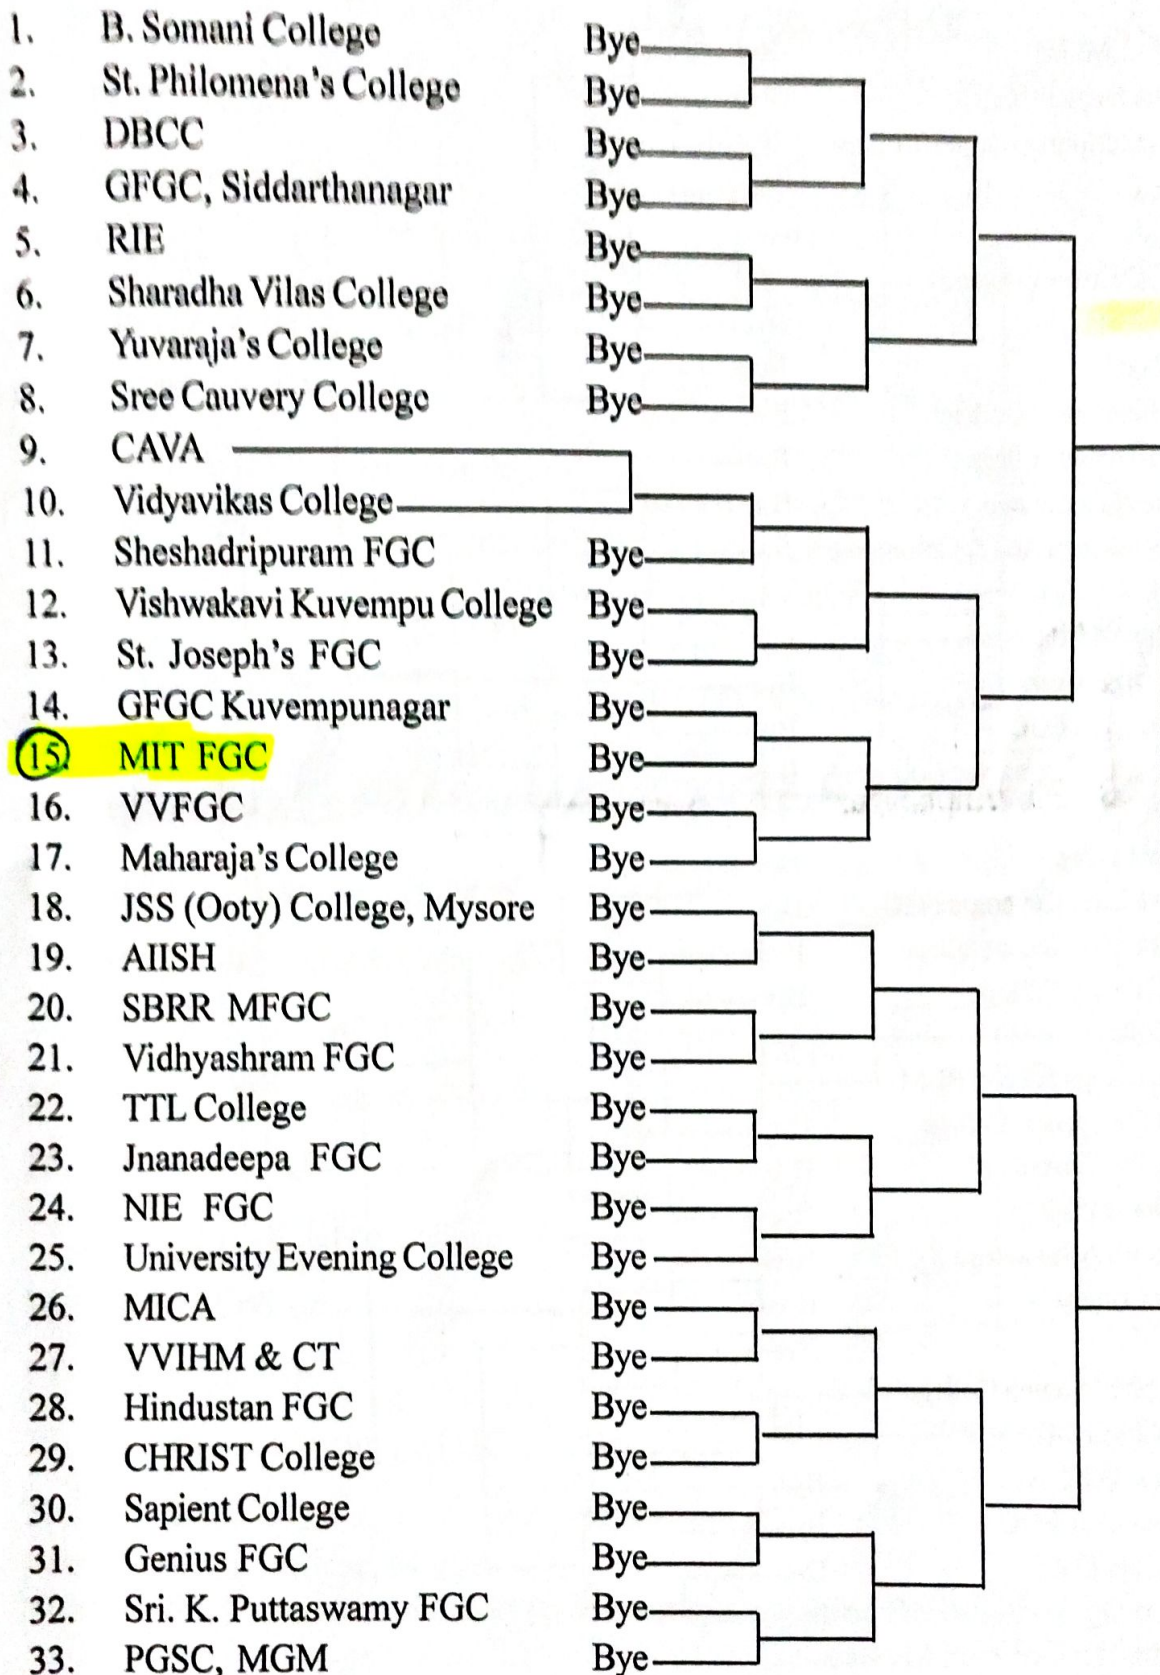 1. B. Somani College Bye
2. St. Philomena's College Bye
3. DBCC Bye
4. GFGC, Siddarthanagar Bye
5. RIE Bye
6. Sharadha Vilas College Bye
7. Yuvaraja's College Bye
8. Sree Cauvery College Bye
9. CAVA
10. Vidyavikas College
11. Sheshadripuram FGC Bye
12. Vishwakavi Kuvempu College Bye
13. St. Joseph's FGC Bye
14. GFGC Kuvempunagar Bye
15 MIT FGC Bye
16. VVFGC Bye
17. Maharaja's College Bye
18. JSS (Ooty) College, Mysore Bye
19. AIISH Bye
20. SBRR MFGC Bye
21. Vidhyashram FGC Bye
22. TTL College Bye
23. Jnanadeepa FGC Bye
24. NIE FGC Bye
25. University Evening College Bye
26. MICA Bye
27. VVIHM & CT Bye
28. Hindustan FGC Bye
29. CHRIST College Bye
30. Sapient College Bye
31. Genius FGC Bye
32. Sri. K. Puttaswamy FGC Bye
33. PGSC, MGM Bye